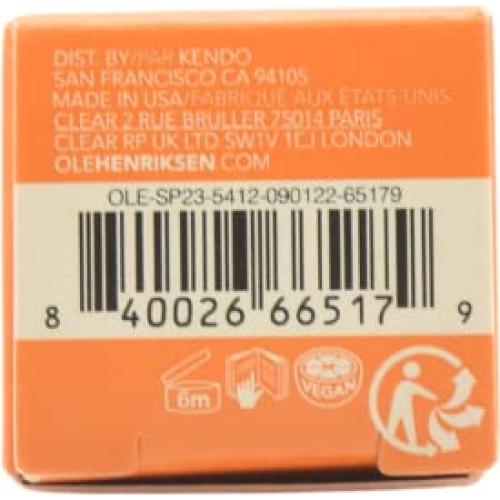 DIST. BY/PAR KENDO
SAN FRANCISCO CA 94105
MADE IN USA/FABRIQUÉ AUX ÉTATS-UNIS
CLEAR 2 RUE BRULLER 75014 PARIS
CLEAR RP UK LTD SW1V 1EJ LONDON
OLEHENRIKSEN.COM
OLE-SP23-5412-090122-65179
8 40026 66517 9
6m
VEGAN